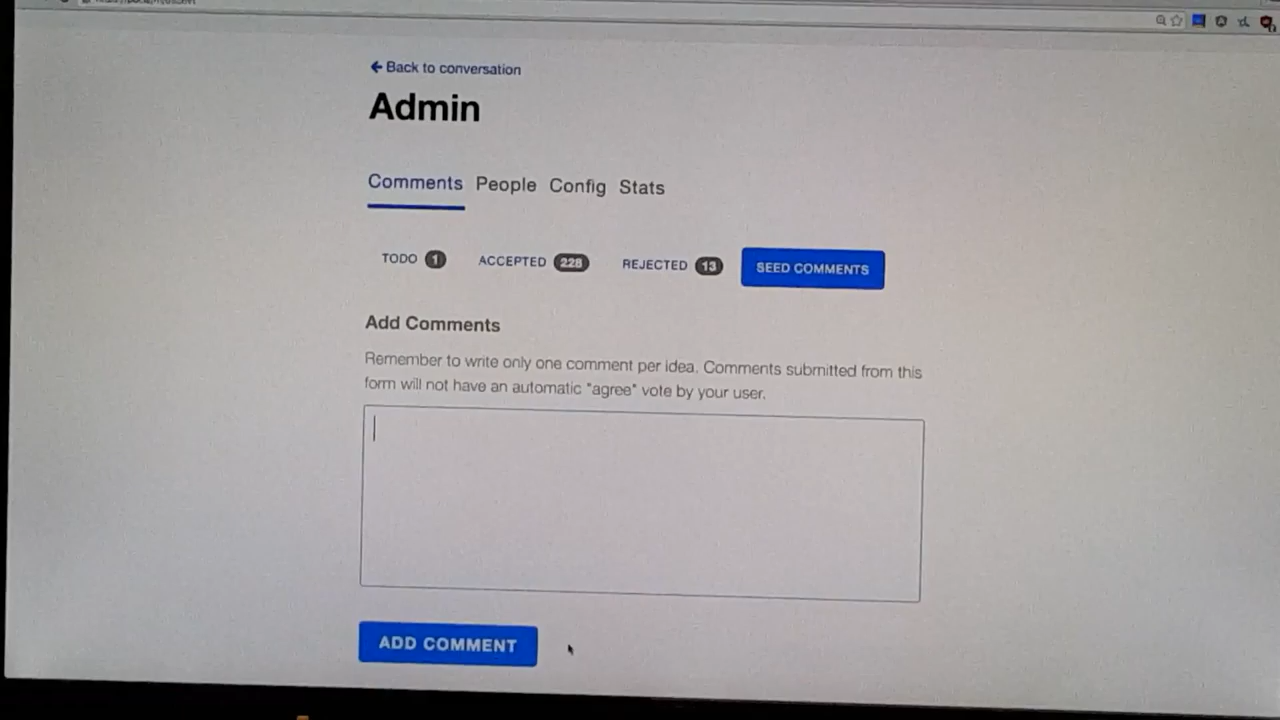 Back to conversation
Admin
Comments People Config Stats
TODO 1 ACCEPTED 228 REJECTED 13 SEED COMMENTS
Add Comments
Remember to write only one comment per idea. Comments submitted from this
form will not have an automatic "agree" vote by your user.
ADD COMMENT